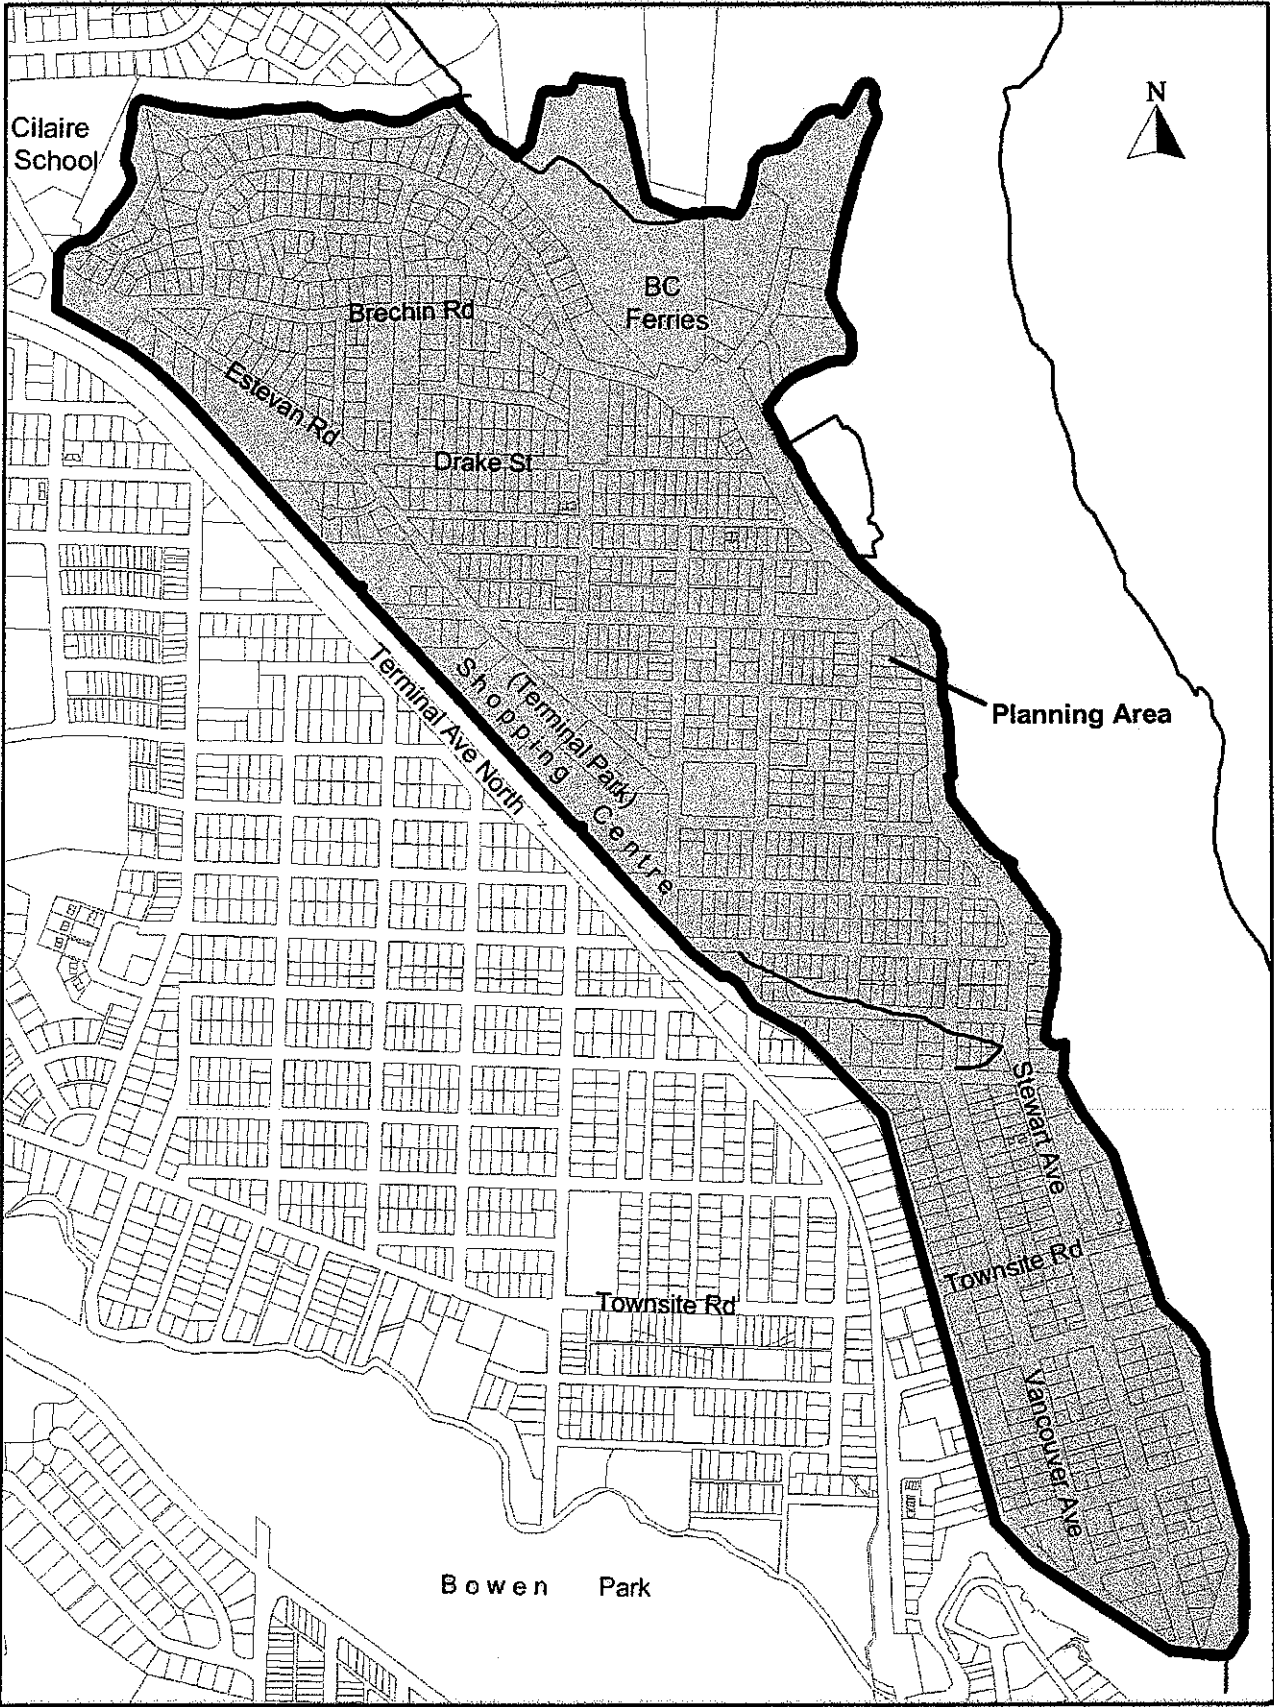 N
Cilaire
School
BC
Ferries
Brechin Rd
Estevan Rd
Drake St
Planning Area
(Terminal Park)
Shopping Centre
Terminal Ave North
Stewart Ave
Townsite Rd
Townsite Rd
Vancouver Ave
Bowen Park